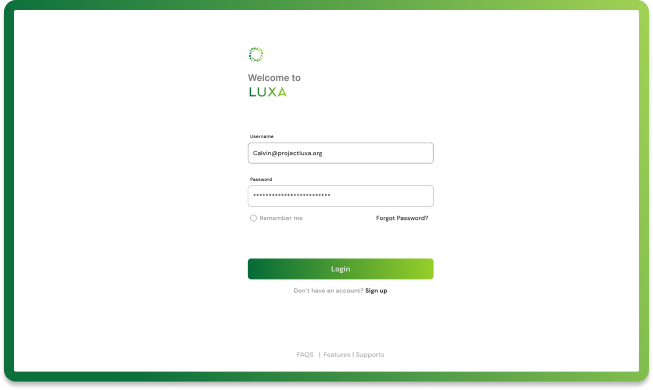 Welcome to
LUXA
Username
Calvin@projectluxa.org
Password
*************************
Remember me
Forgot Password?
Login
Don't have an account? Sign up
FAQS | Features | Supports